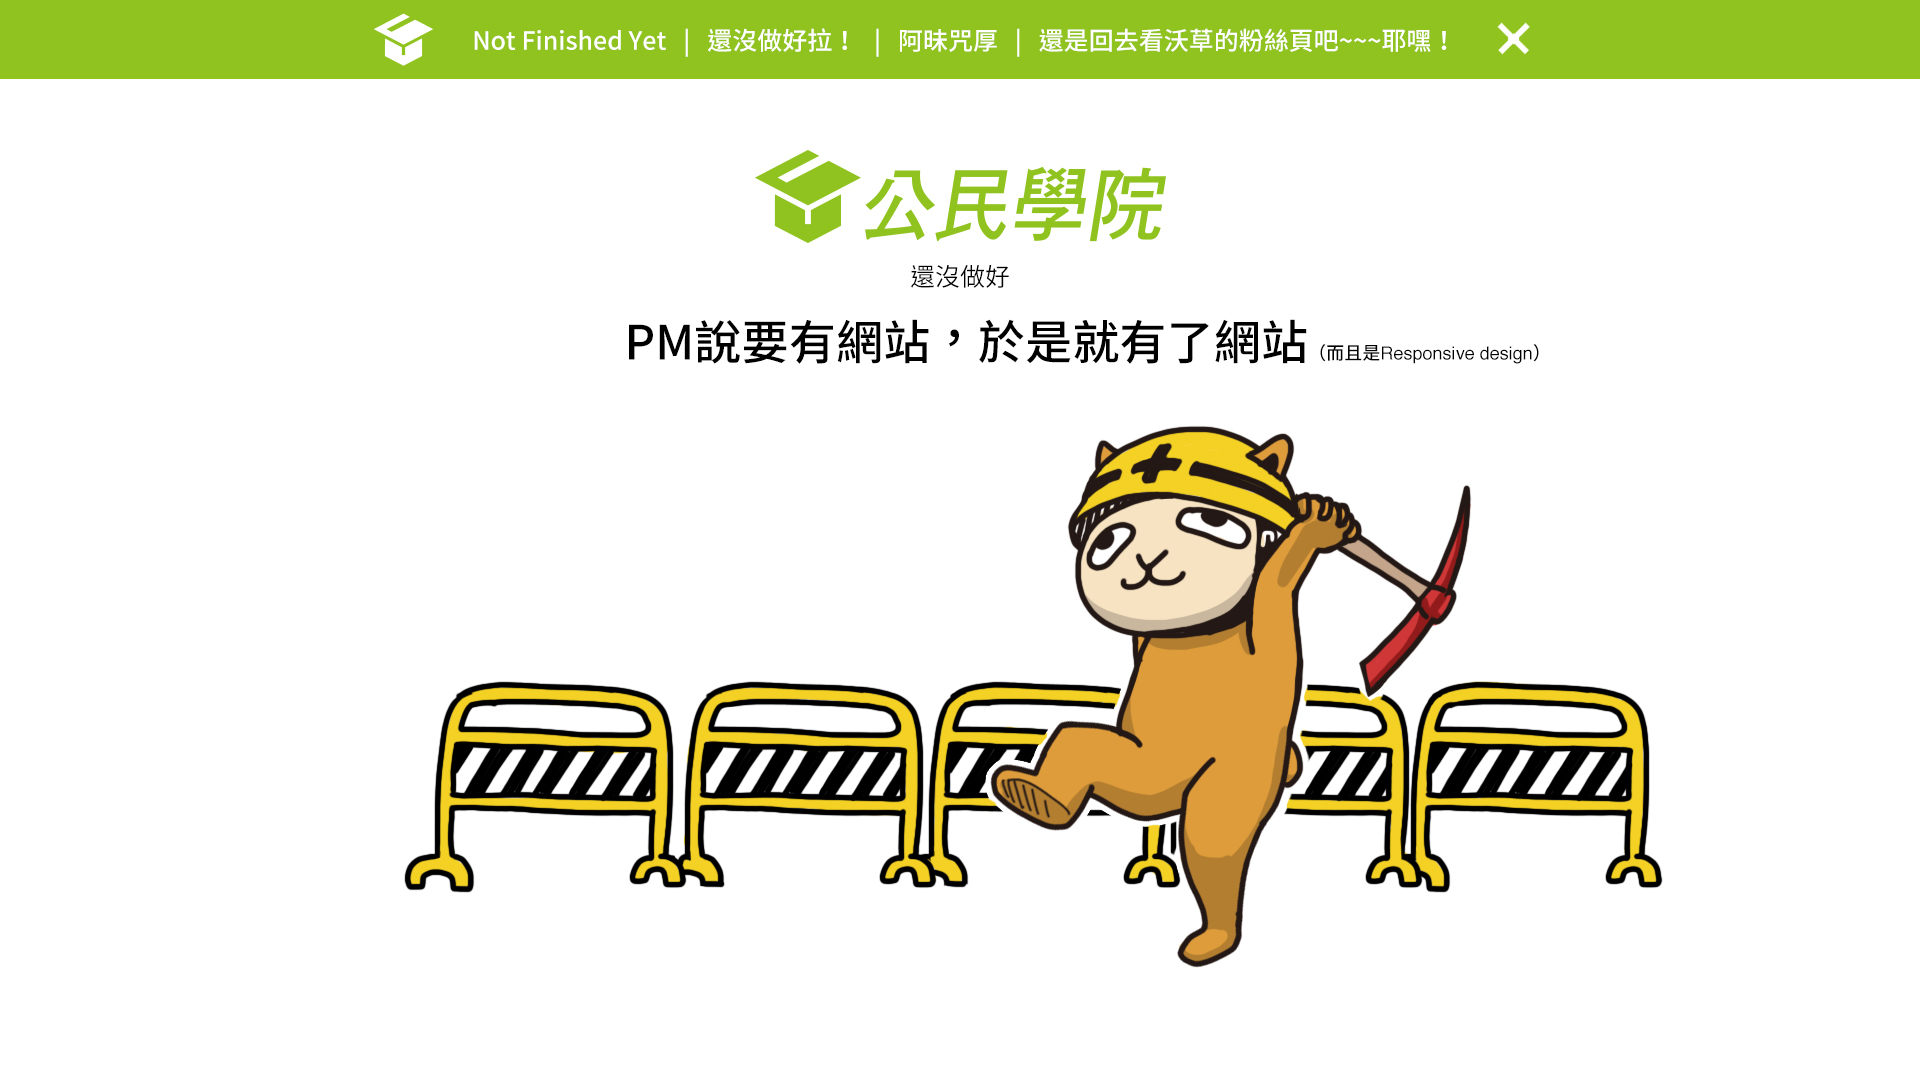 Not Finished Yet | 還沒做好拉！ | 阿昧咒厚 | 還是回去看沃草的粉絲頁吧~~~耶嘿！
公民學院
還沒做好
PM說要有網站，於是就有了網站（而且是Responsive design）